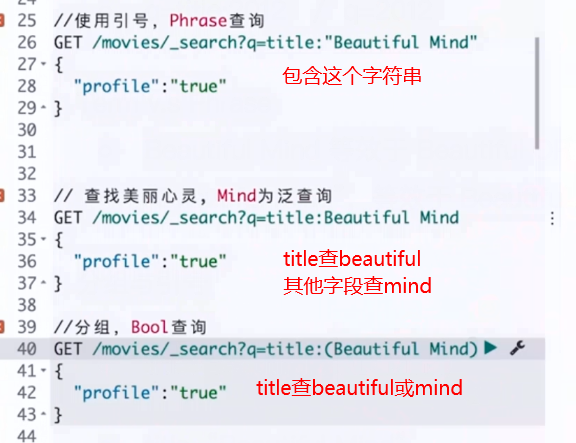 25 //使用引号，Phrase查询
26 GET /movies/_search?q=title:"Beautiful Mind"
27 {
28 "profile":"true"
29 }
包含这个字符串
30
31
32
33 // 查找美丽心灵，Mind为泛查询
34 GET /movies/_search?q=title:Beautiful Mind
35 {
36 "profile":"true"
37 }
title查beautiful
其他字段查mind
38
39 //分组，Bool查询
40 GET /movies/_search?q=title:(Beautiful Mind)
41 {
42 "profile":"true"
43 }
title查beautiful或mind
44